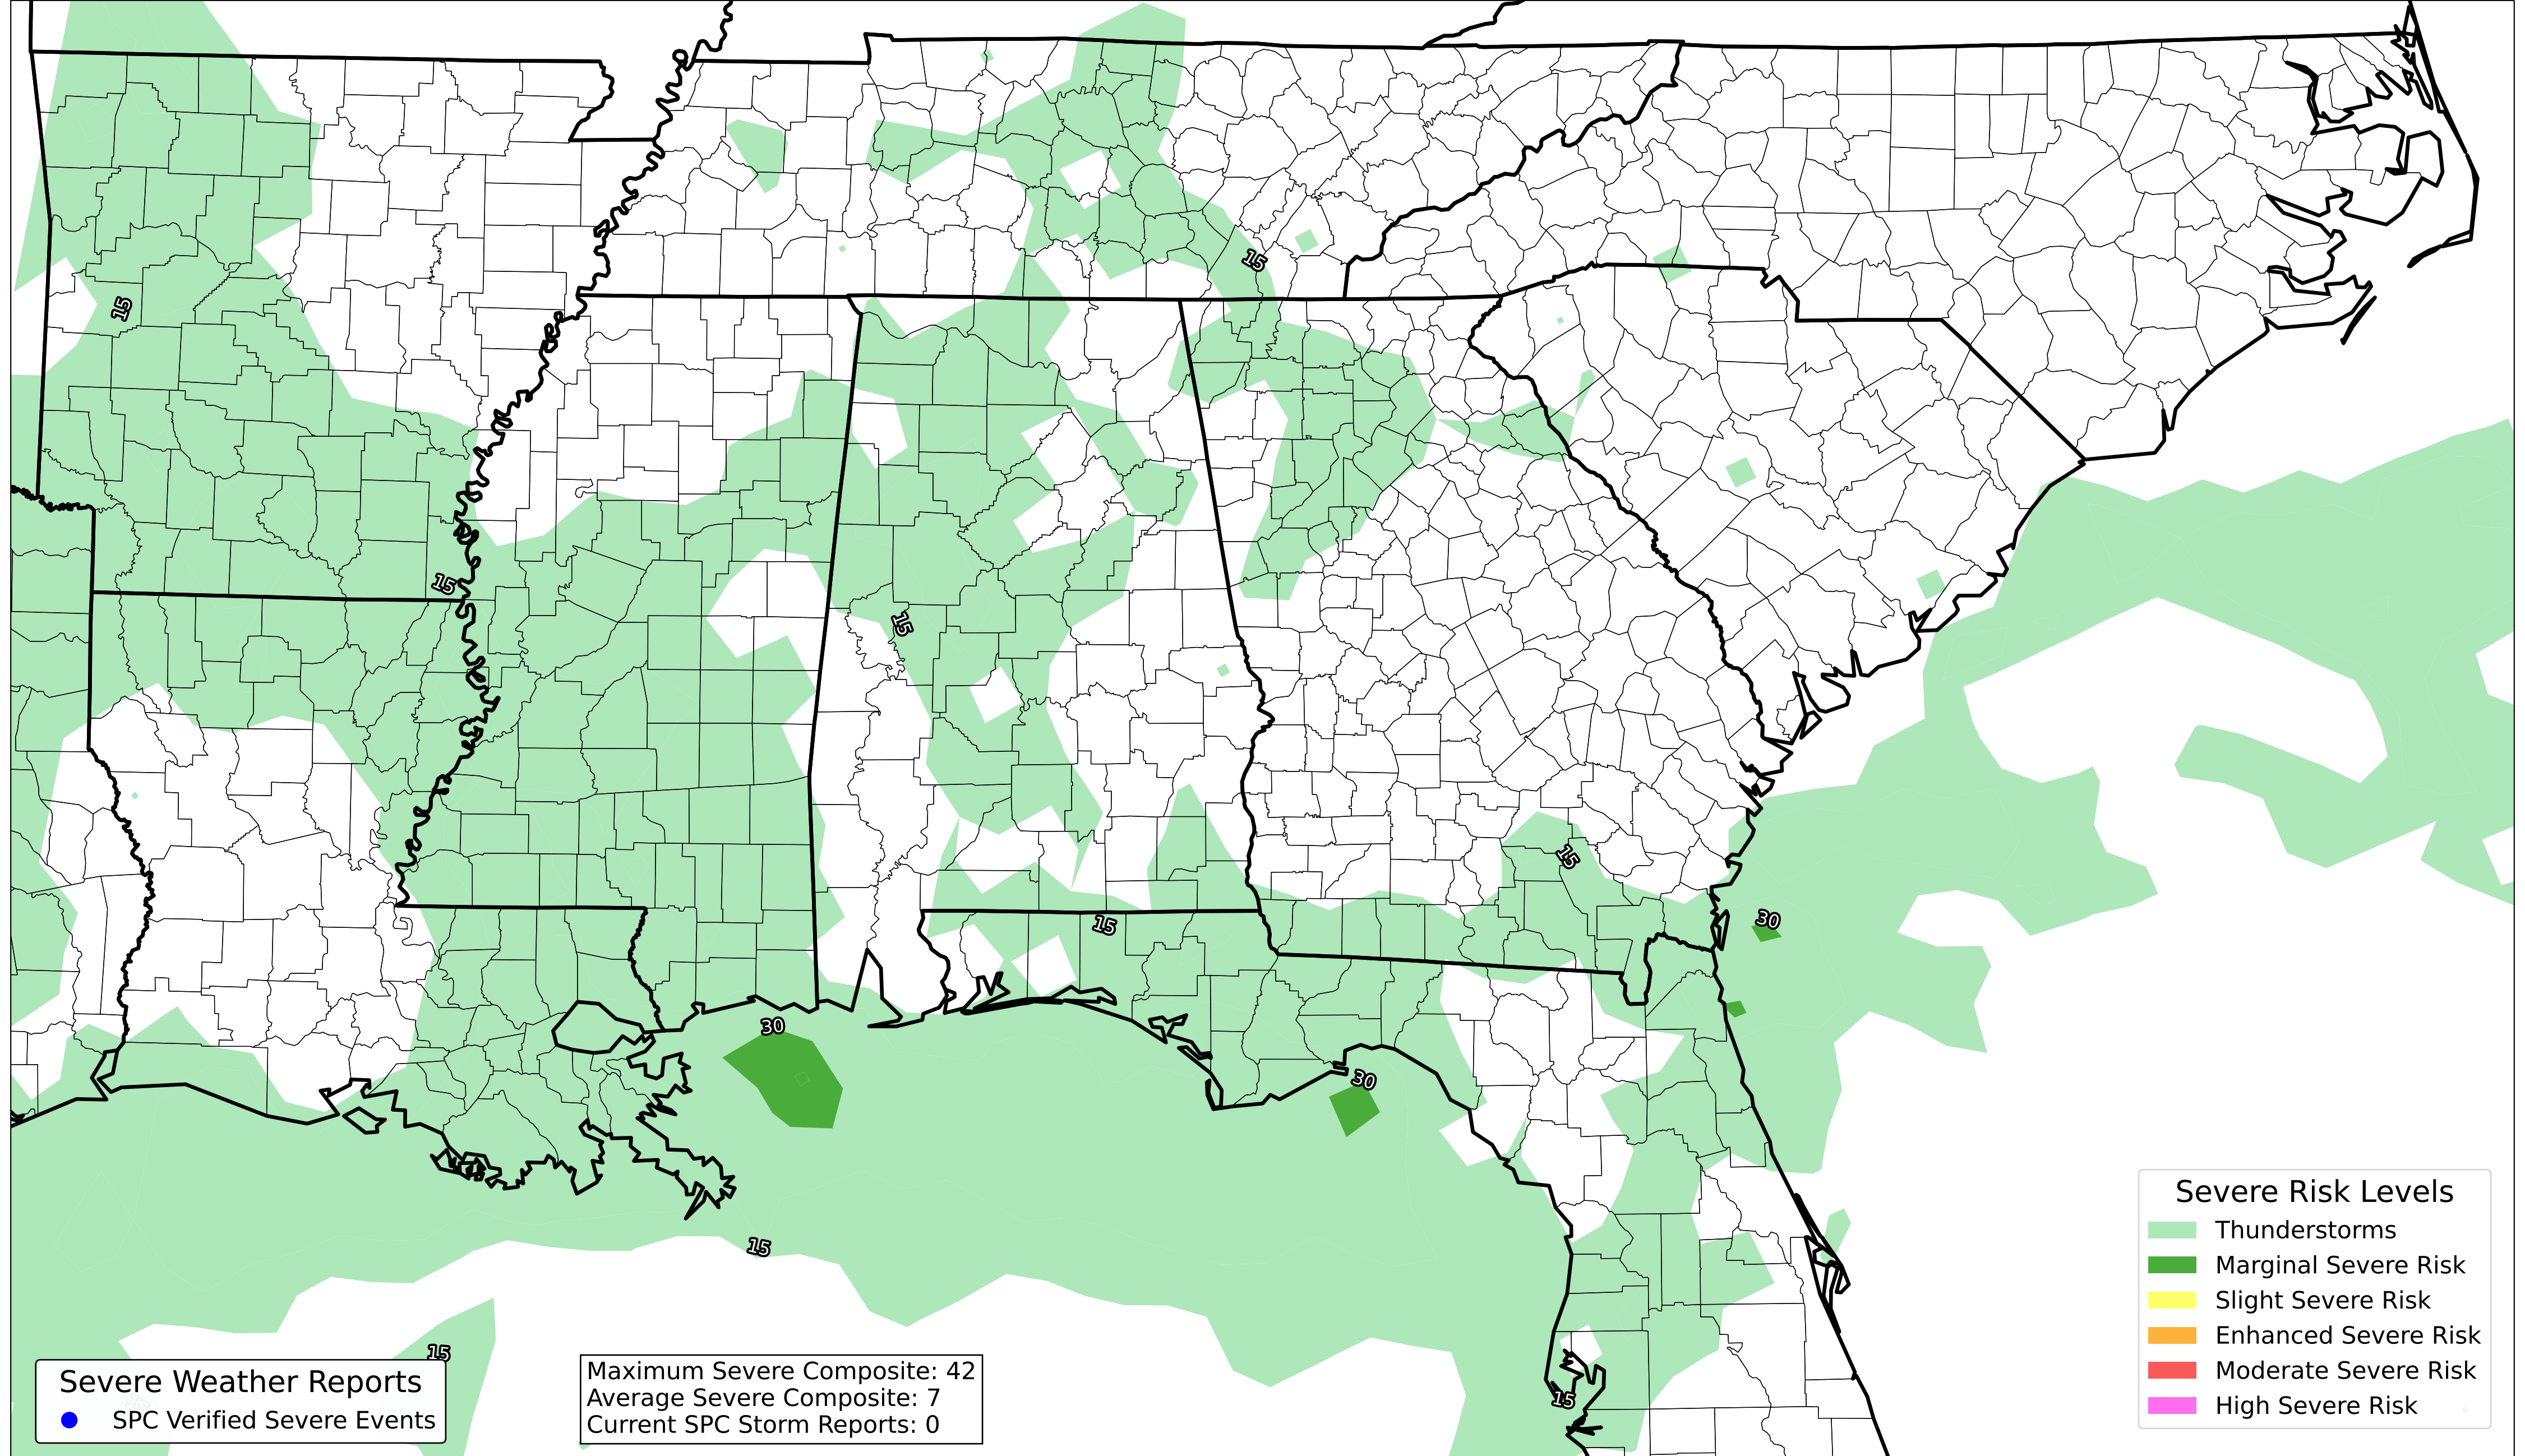 15
15
15
15
15
15
30
30
30
15
15
15
Severe Weather Reports
SPC Verified Severe Events
Maximum Severe Composite: 42
Average Severe Composite: 7
Current SPC Storm Reports: 0
Severe Risk Levels
Thunderstorms
Marginal Severe Risk
Slight Severe Risk
Enhanced Severe Risk
Moderate Severe Risk
High Severe Risk